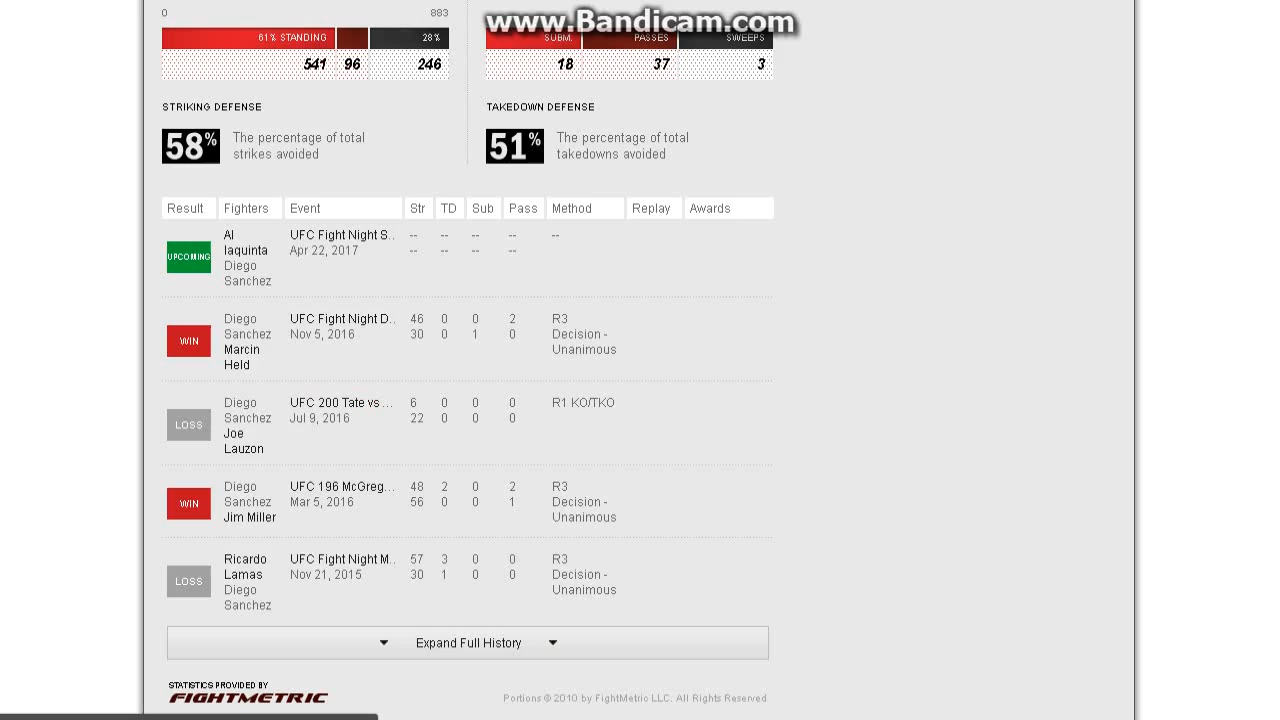 0 883
www.Bandicam.com
61% STANDING 28% SUBM. PASSES SWEEPS
541 96 246 18 37 3
STRIKING DEFENSE TAKEDOWN DEFENSE
58% The percentage of total strikes avoided
51% The percentage of total takedowns avoided
Result Fighters Event Str TD Sub Pass Method Replay Awards
Al UFC Fight Night S.. -- -- -- -- --
UPCOMING Iaquinta Apr 22, 2017 -- -- -- --
Diego
Sanchez
Diego UFC Fight Night D.. 46 0 0 2 R3
WIN Sanchez Nov 5, 2016 30 0 1 0 Decision -
Marcin Unanimous
Held
Diego UFC 200 Tate vs ... 6 0 0 0 R1 KO/TKO
LOSS Sanchez Jul 9, 2016 22 0 0 0
Joe
Lauzon
Diego UFC 196 McGreg... 48 2 0 2 R3
WIN Sanchez Mar 5, 2016 56 0 0 1 Decision -
Jim Miller Unanimous
Ricardo UFC Fight Night M.. 57 3 0 0 R3
LOSS Lamas Nov 21, 2015 30 1 0 0 Decision -
Diego Unanimous
Sanchez
Expand Full History
STATISTICS PROVIDED BY
FIGHTMETRIC Portions © 2010 by FightMetric LLC. All Rights Reserved